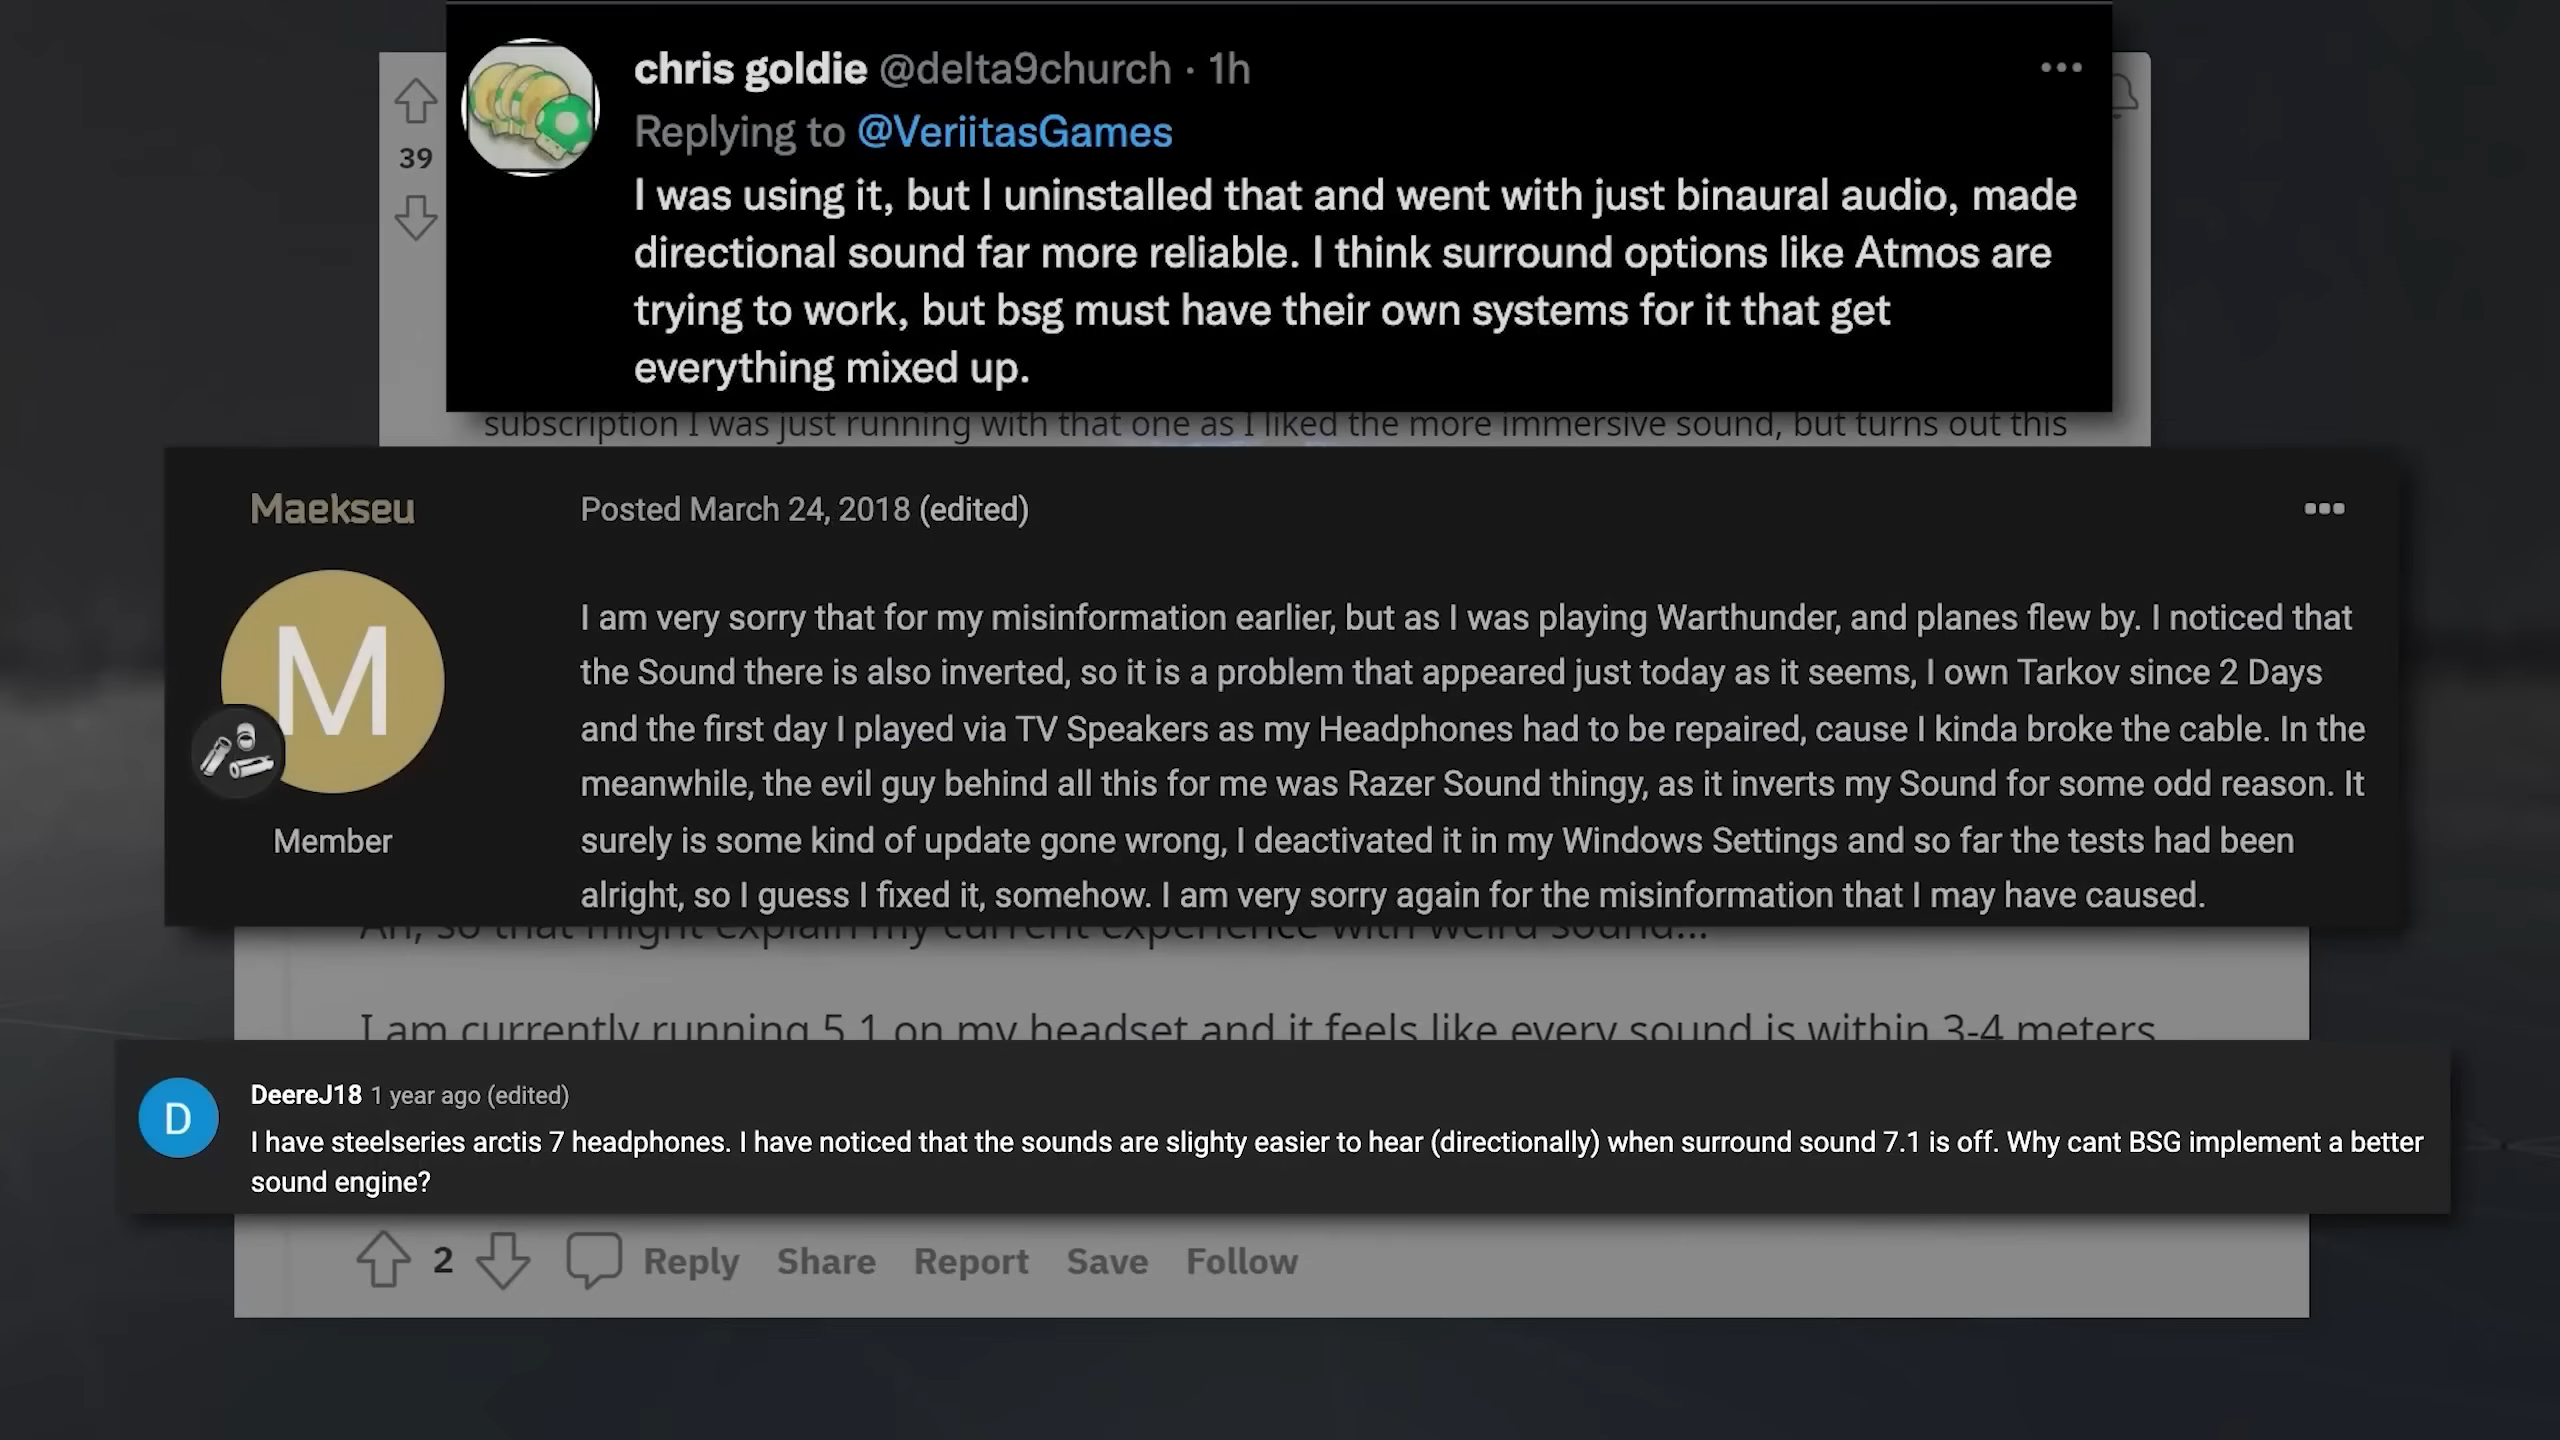 chris goldie @delta9church · 1h
Replying to @VeriitasGames
I was using it, but I uninstalled that and went with just binaural audio, made
directional sound far more reliable. I think surround options like Atmos are
trying to work, but bsg must have their own systems for it that get
everything mixed up.
39
subscription I was just running with that one as I liked the more immersive sound, but turns out this
Maekseu
Posted March 24, 2018 (edited)
M
Member
I am very sorry that for my misinformation earlier, but as I was playing Warthunder, and planes flew by. I noticed that
the Sound there is also inverted, so it is a problem that appeared just today as it seems, I own Tarkov since 2 Days
and the first day I played via TV Speakers as my Headphones had to be repaired, cause I kinda broke the cable. In the
meanwhile, the evil guy behind all this for me was Razer Sound thingy, as it inverts my Sound for some odd reason. It
surely is some kind of update gone wrong, I deactivated it in my Windows Settings and so far the tests had been
alright, so I guess I fixed it, somehow. I am very sorry again for the misinformation that I may have caused.
Ah, so that might explain my current experience with weird sound...
I am currently running 5.1 on my headset and it feels like every sound is within 3-4 meters
D
DeereJ18 1 year ago (edited)
I have steelseries arctis 7 headphones. I have noticed that the sounds are slighty easier to hear (directionally) when surround sound 7.1 is off. Why cant BSG implement a better
sound engine?
2 Reply Share Report Save Follow